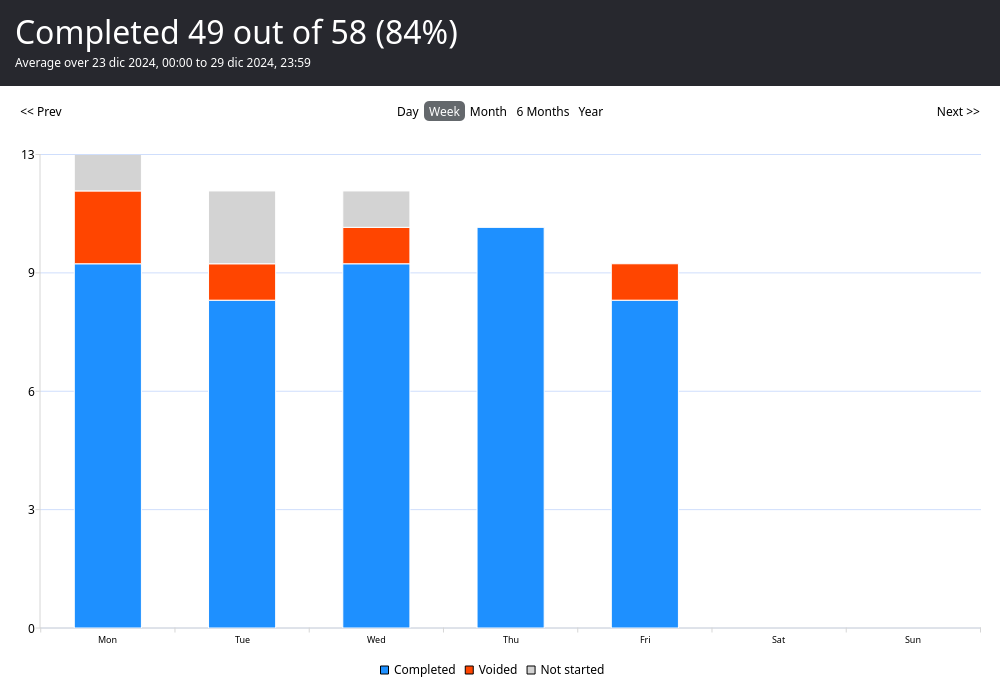 Completed 49 out of 58 (84%)
Average over 23 dic 2024, 00:00 to 29 dic 2024, 23:59
<< Prev Day Week Month 6 Months Year Next >>
13
9
6
3
0
Mon Tue Wed Thu Fri Sat Sun
Completed Voided Not started